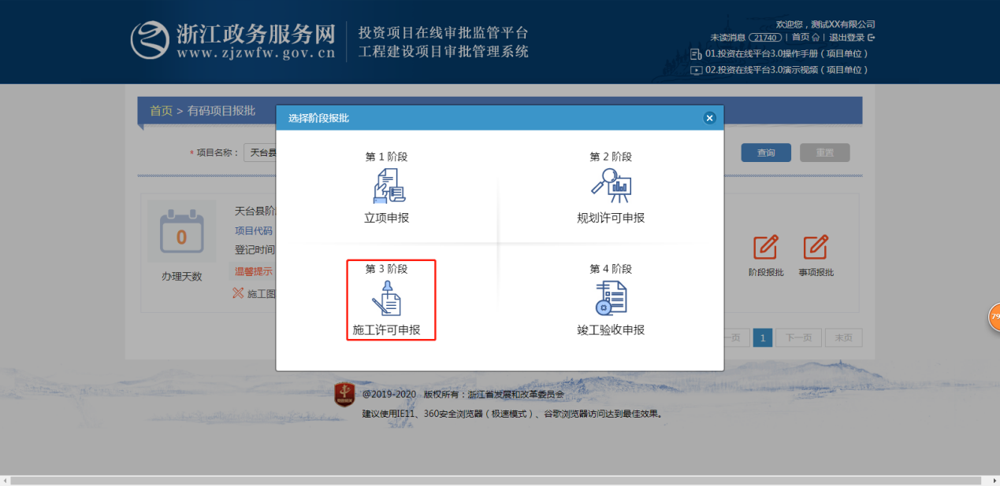 浙江政务服务网
www.zjzwfw.gov.cn
投资项目在线审批监管平台
工程建设项目审批管理系统
欢迎您，测试XX有限公司
未读消息 21740 | 首页 | 退出登录
01.投资在线平台3.0操作手册（项目单位）
02.投资在线平台3.0演示视频（项目单位）
首页 > 有码项目报批
选择阶段报批
* 项目名称： 天台县
查询 重置
第 1 阶段
立项申报
第 2 阶段
规划许可申报
第 3 阶段
施工许可申报
第 4 阶段
竣工验收申报
0
办理天数
天台县阶
项目代码
登记时间
温馨提示
施工图
阶段报批 事项报批
页 1 下一页 末页
79
@2019-2020 版权所有：浙江省发展和改革委员会
建议使用IE11、360安全浏览器（极速模式）、谷歌浏览器访问达到最佳效果。